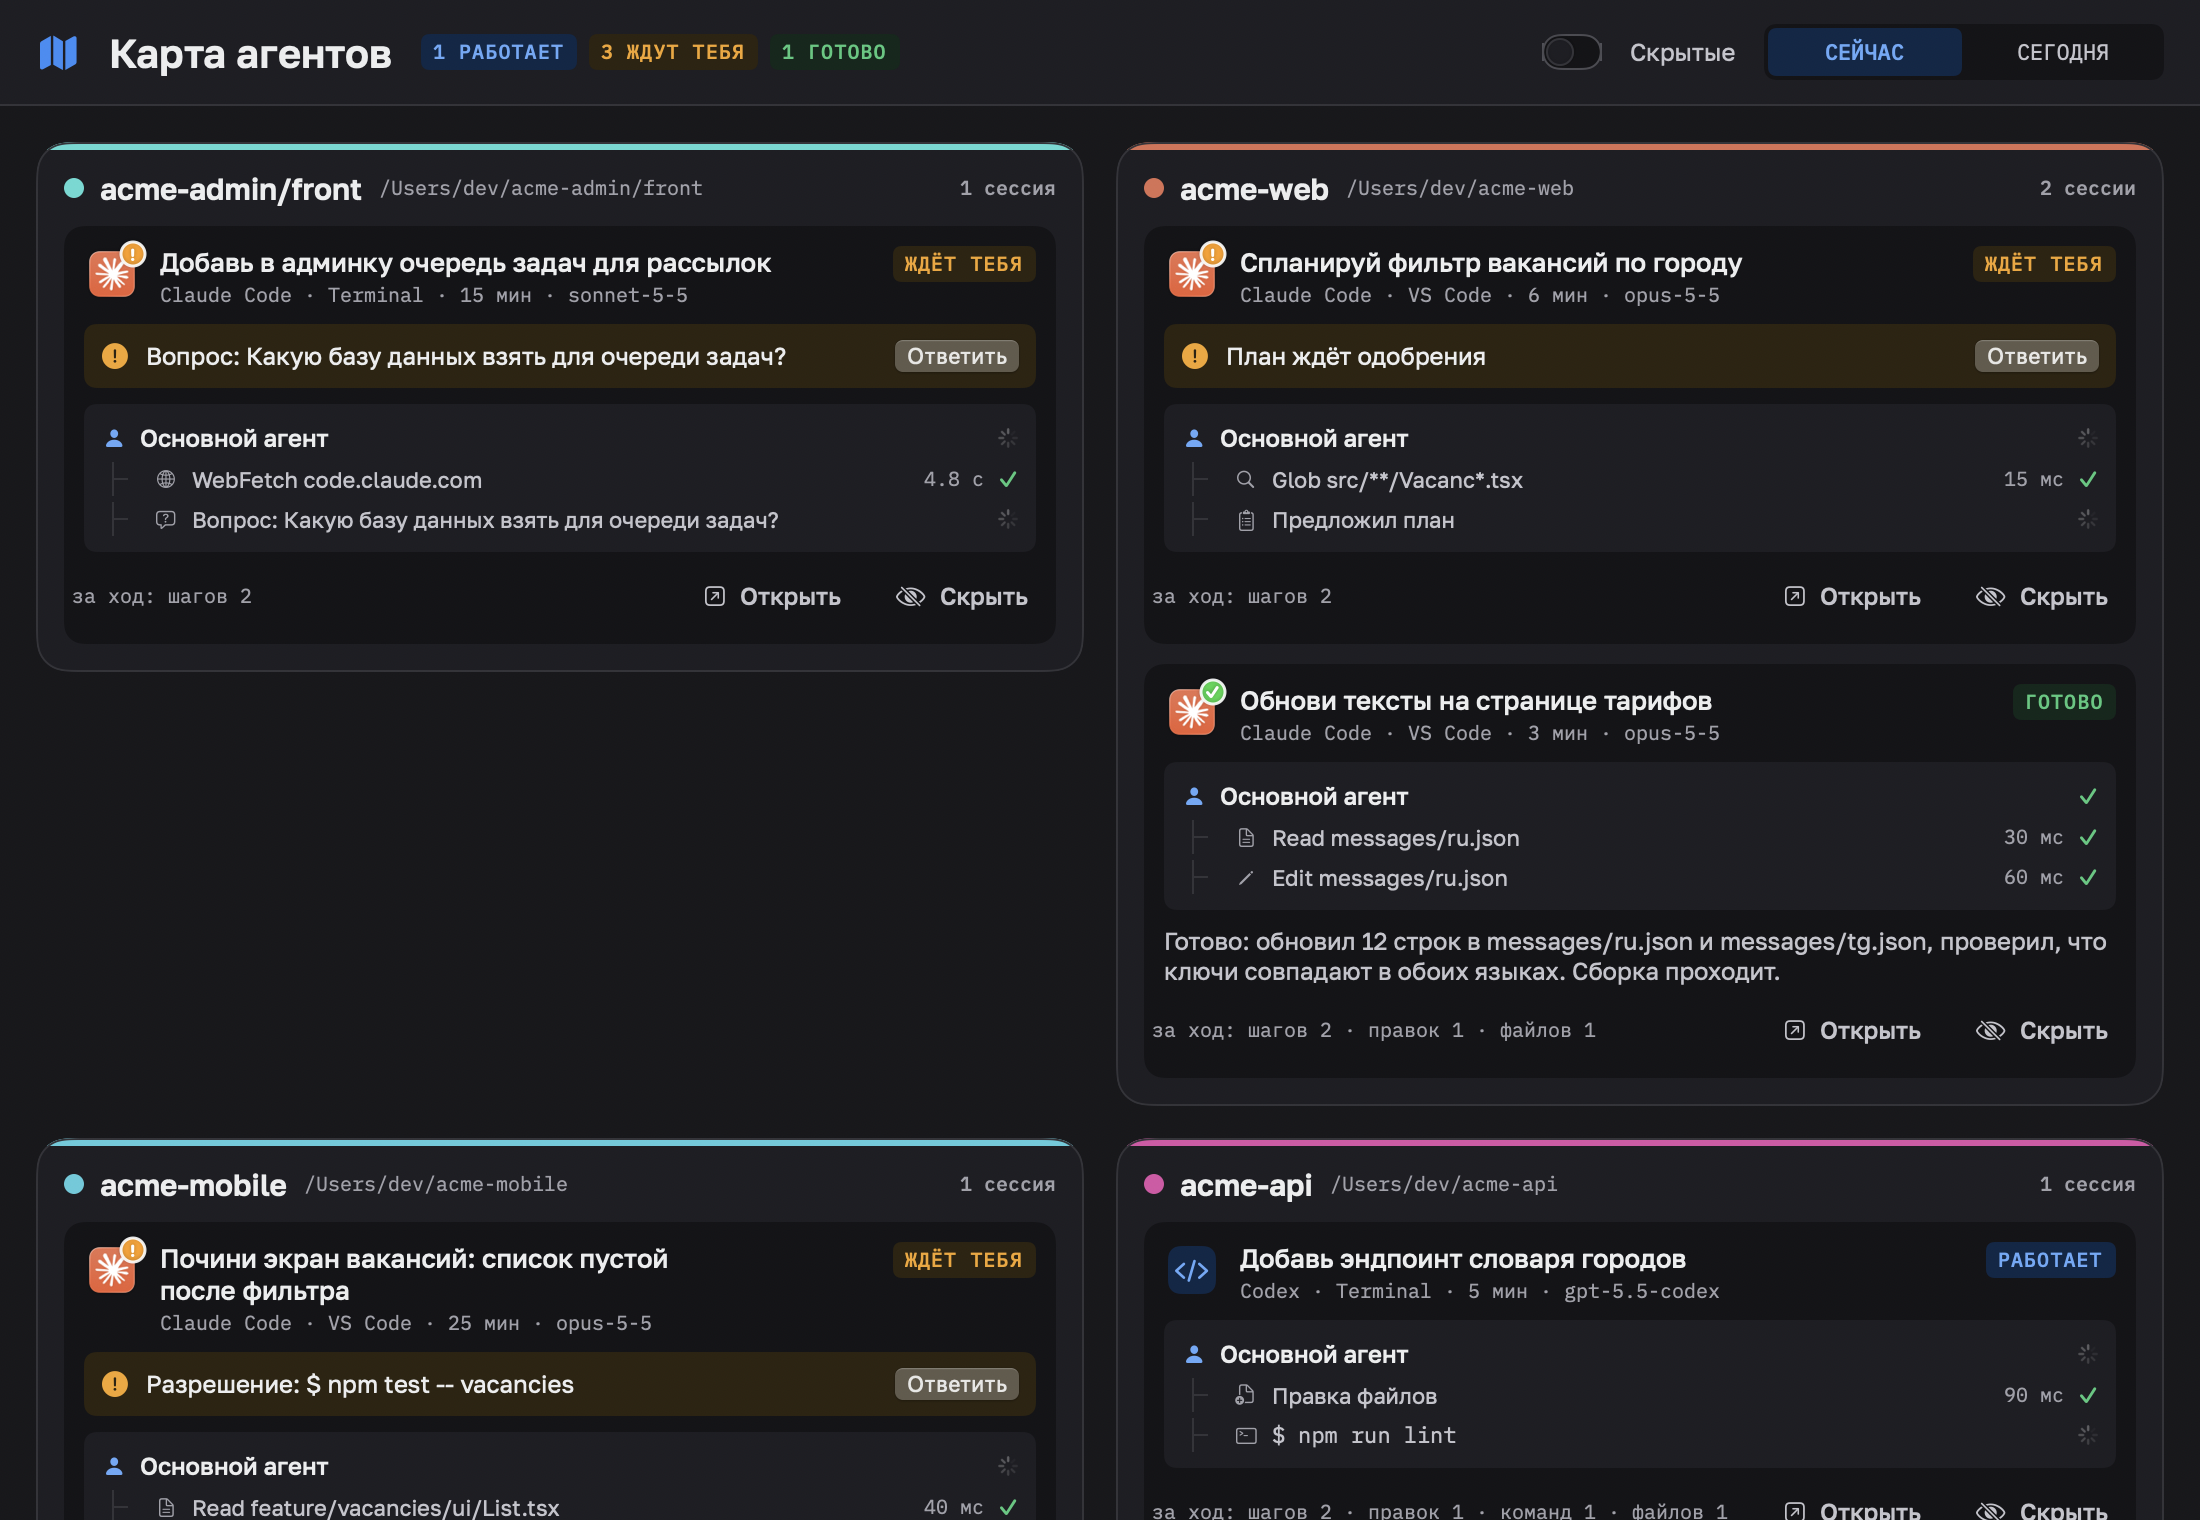 Карта агентов
1 РАБОТАЕТ
3 ЖДУТ ТЕБЯ
1 ГОТОВО
Скрытые
СЕЙЧАС
СЕГОДНЯ
acme-admin/front /Users/dev/acme-admin/front 1 сессия
Добавь в админку очередь задач для рассылок
ЖДЁТ ТЕБЯ
Claude Code · Terminal · 15 мин · sonnet-5-5
Вопрос: Какую базу данных взять для очереди задач?
Ответить
Основной агент
WebFetch code.claude.com 4.8 с
Вопрос: Какую базу данных взять для очереди задач?
за ход: шагов 2
Открыть
Скрыть
acme-web /Users/dev/acme-web 2 сессии
Спланируй фильтр вакансий по городу
ЖДЁТ ТЕБЯ
Claude Code · VS Code · 6 мин · opus-5-5
План ждёт одобрения
Ответить
Основной агент
Glob src/**/Vacanc*.tsx 15 мс
Предложил план
за ход: шагов 2
Открыть
Скрыть
Обнови тексты на странице тарифов
ГОТОВО
Claude Code · VS Code · 3 мин · opus-5-5
Основной агент
Read messages/ru.json 30 мс
Edit messages/ru.json 60 мс
Готово: обновил 12 строк в messages/ru.json и messages/tg.json, проверил, что
ключи совпадают в обоих языках. Сборка проходит.
за ход: шагов 2 · правок 1 · файлов 1
Открыть
Скрыть
acme-mobile /Users/dev/acme-mobile 1 сессия
Почини экран вакансий: список пустой
после фильтра
ЖДЁТ ТЕБЯ
Claude Code · VS Code · 25 мин · opus-5-5
Разрешение: $ npm test -- vacancies
Ответить
Основной агент
Read feature/vacancies/ui/List.tsx 40 мс
acme-api /Users/dev/acme-api 1 сессия
Добавь эндпоинт словаря городов
РАБОТАЕТ
Codex · Terminal · 5 мин · gpt-5.5-codex
Основной агент
Правка файлов 90 мс
$ npm run lint
за ход: шагов 2 · правок 1 · команд 1 · файлов 1
Открыть
Скрыть